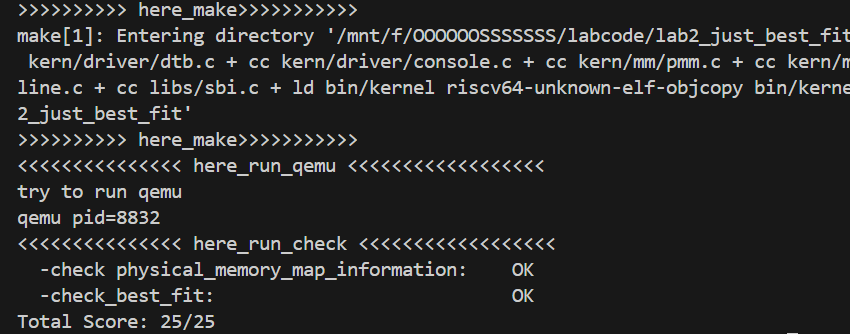 >>>>>>>>>> here_make>>>>>>>>>>>
make[1]: Entering directory '/mnt/f/OOOOOOSSSSSSS/labcode/lab2_just_best_fit
kern/driver/dtb.c + cc kern/driver/console.c + cc kern/mm/pmm.c + cc kern/m
line.c + cc libs/sbi.c + ld bin/kernel riscv64-unknown-elf-objcopy bin/kerne
2_just_best_fit'
>>>>>>>>>> here_make>>>>>>>>>>>
<<<<<<<<<<<<<<< here_run_qemu <<<<<<<<<<<<<<<<<<
try to run qemu
qemu pid=8832
<<<<<<<<<<<<<<< here_run_check <<<<<<<<<<<<<<<<<<
-check physical_memory_map_information: OK
-check_best_fit: OK
Total Score: 25/25